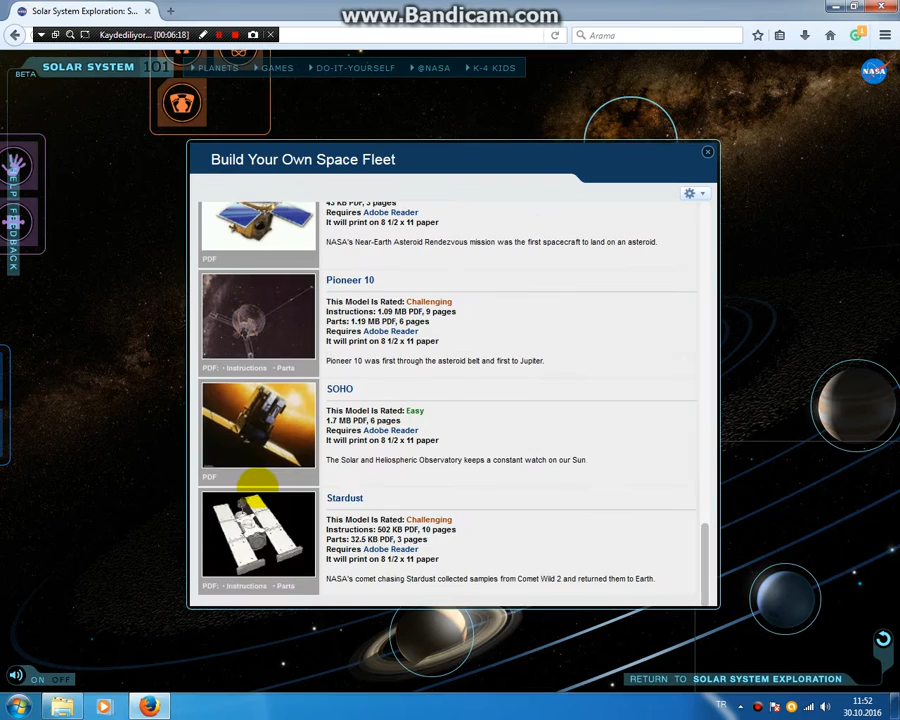 www.Bandicam.com
Solar System Exploration: S...
Kaydediliyor... [00:06:18]
Arama
SOLAR SYSTEM 101
PLANETS
GAMES
DO-IT-YOURSELF
@NASA
K-4 KIDS
BETA
NASA
HELP
FEEDBACK
Build Your Own Space Fleet
43 KB PDF, 3 pages
Requires Adobe Reader
It will print on 8 1/2 x 11 paper
NASA's Near-Earth Asteroid Rendezvous mission was the first spacecraft to land on an asteroid.
PDF
Pioneer 10
This Model Is Rated: Challenging
Instructions: 1.09 MB PDF, 9 pages
Parts: 1.19 MB PDF, 6 pages
Requires Adobe Reader
It will print on 8 1/2 x 11 paper
Pioneer 10 was first through the asteroid belt and first to Jupiter.
PDF: · Instructions · Parts
SOHO
This Model Is Rated: Easy
1.7 MB PDF, 6 pages
Requires Adobe Reader
It will print on 8 1/2 x 11 paper
The Solar and Heliospheric Observatory keeps a constant watch on our Sun.
PDF
Stardust
This Model Is Rated: Challenging
Instructions: 502 KB PDF, 10 pages
Parts: 32.5 KB PDF, 3 pages
Requires Adobe Reader
It will print on 8 1/2 x 11 paper
NASA's comet chasing Stardust collected samples from Comet Wild 2 and returned them to Earth.
PDF: · Instructions · Parts
ON OFF
RETURN TO SOLAR SYSTEM EXPLORATION
TR
11:52
30.10.2016